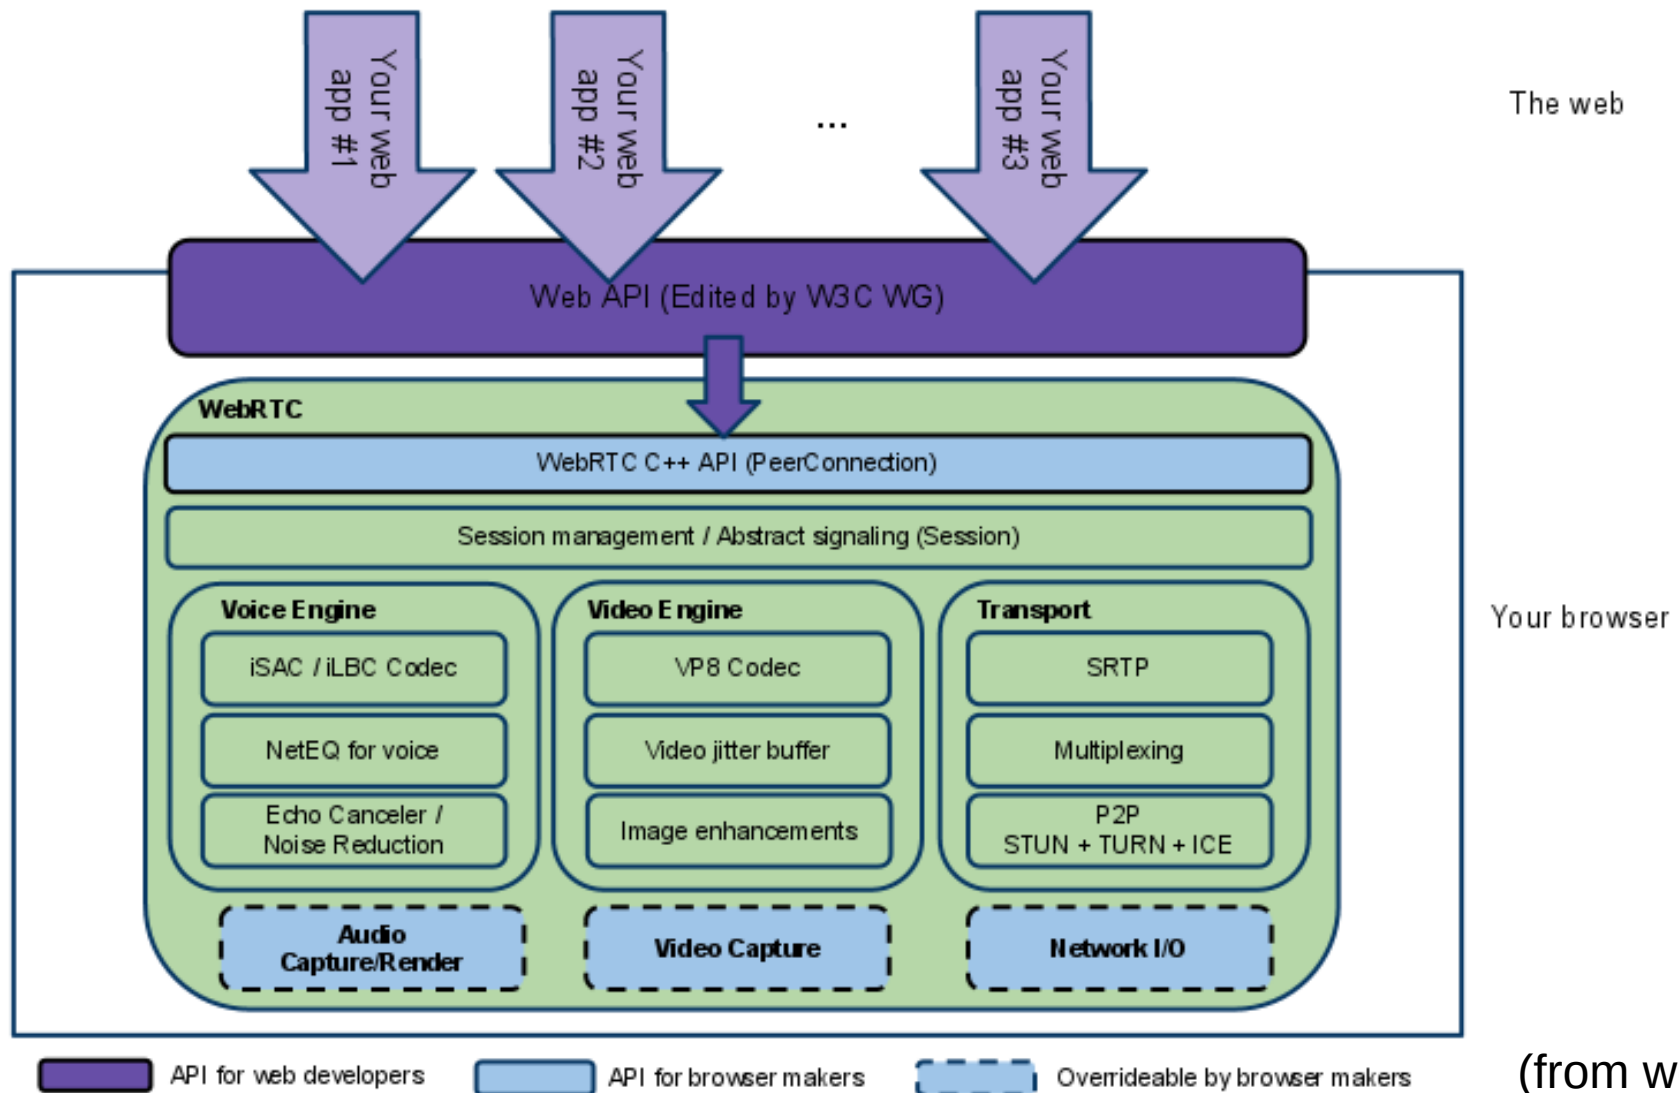 Your web
app #1
Your web
app #2
...
Your web
app #3
The web
Web API (Edited by W3C WG)
WebRTC
WebRTC C++ API (PeerConnection)
Session management / Abstract signaling (Session)
Your browser
Voice Engine
iSAC / iLBC Codec
NetEQ for voice
Echo Canceler /
Noise Reduction
Video Engine
VP8 Codec
Video jitter buffer
Image enhancements
Transport
SRTP
Multiplexing
P2P
STUN + TURN + ICE
Audio
Capture/Render
Video Capture
Network I/O
API for web developers
API for browser makers
Overrideable by browser makers
(from w